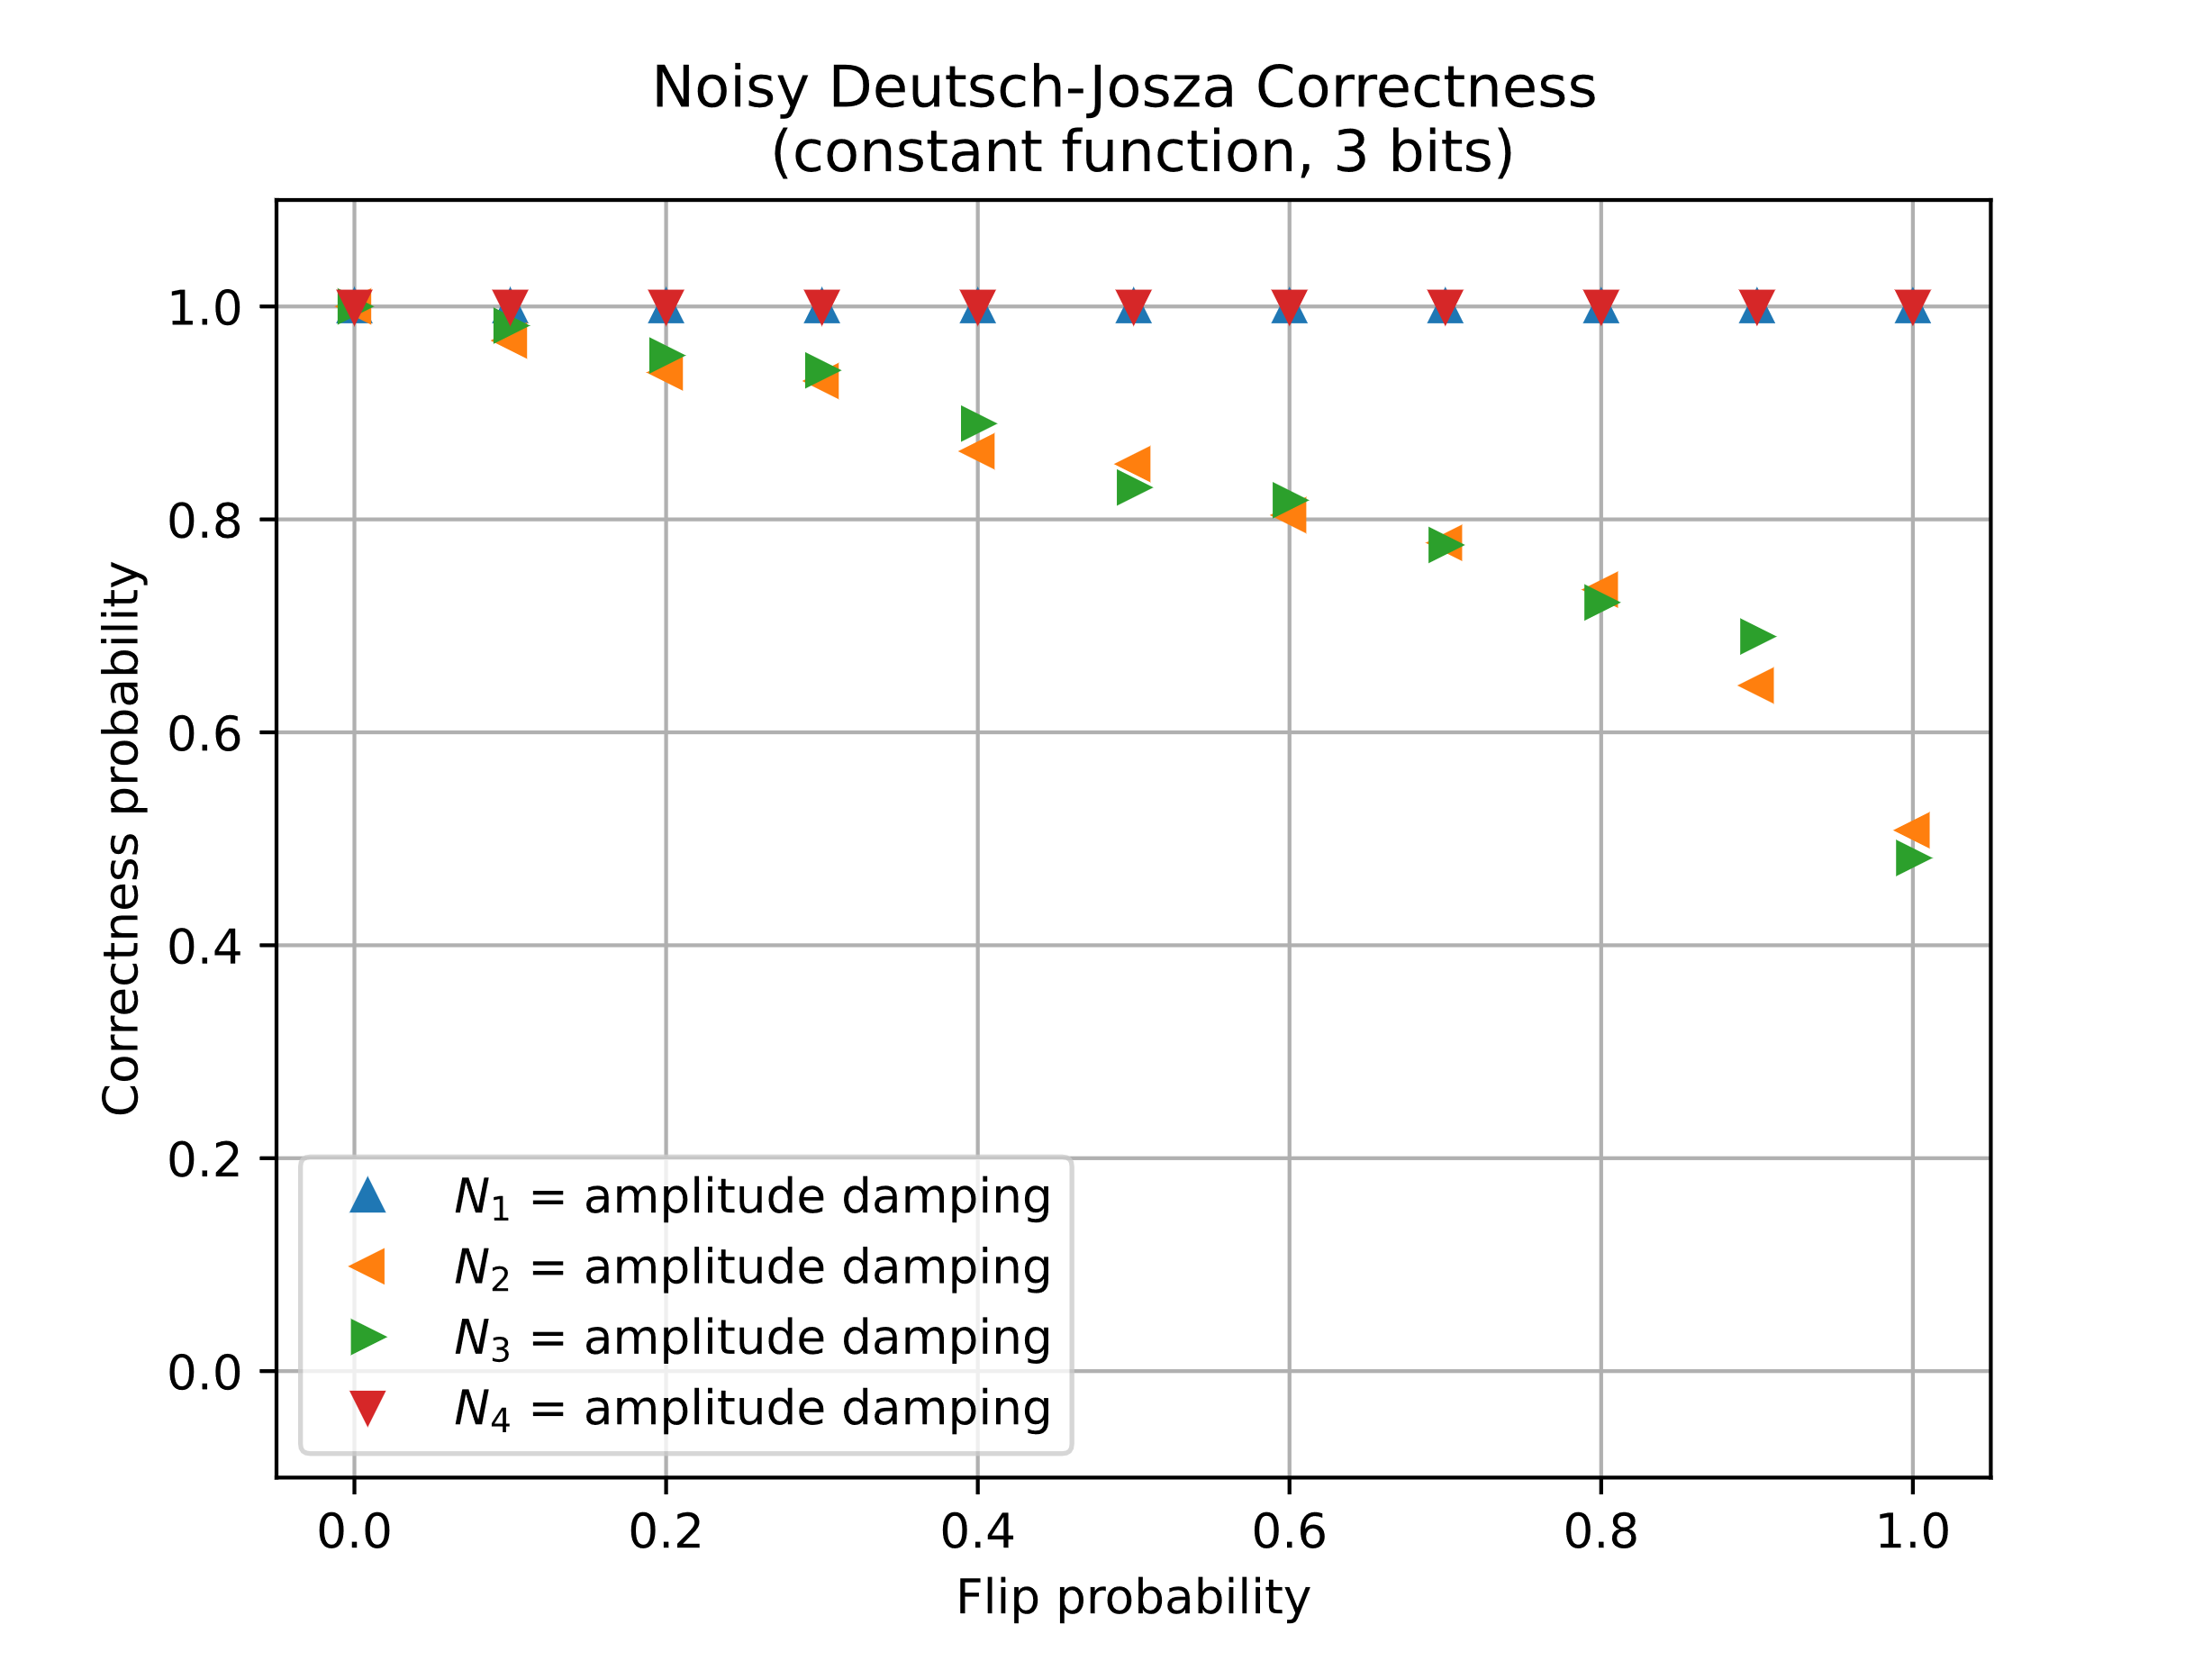 Noisy Deutsch-Josza Correctness
(constant function, 3 bits)
Correctness probability
1.0
0.8
0.6
0.4
0.2
0.0
N1 = amplitude damping
N2 = amplitude damping
N3 = amplitude damping
N4 = amplitude damping
0.0 0.2 0.4 0.6 0.8 1.0
Flip probability